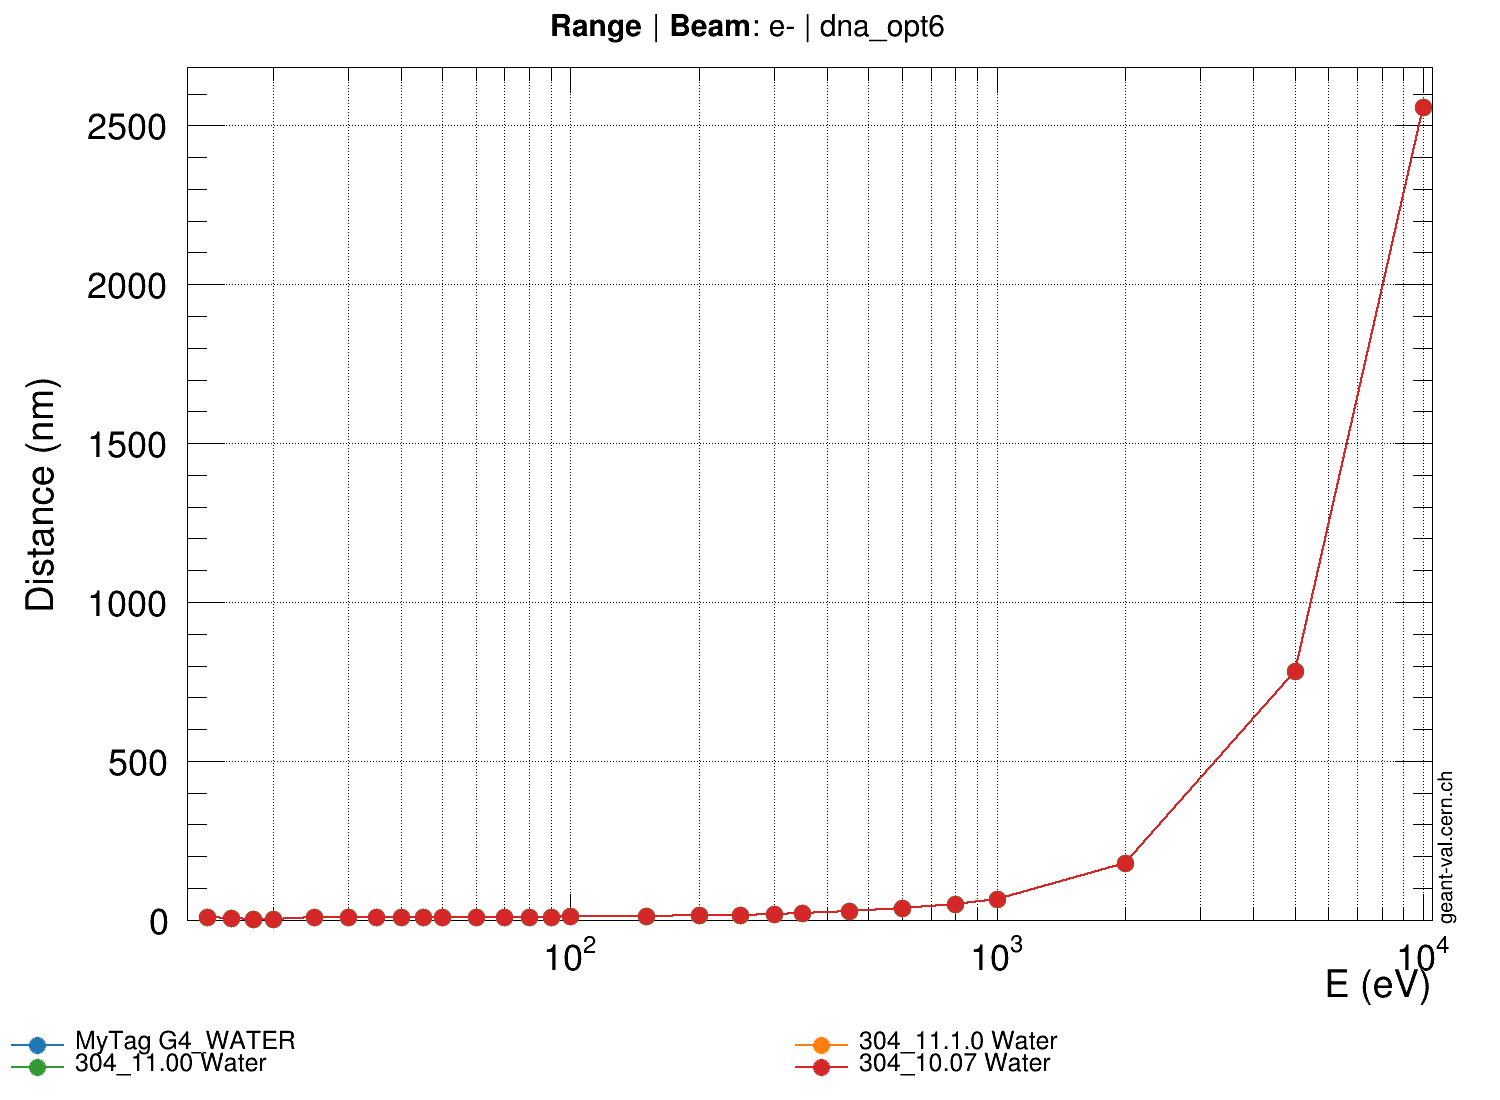 Range | Beam: e- | dna_opt6
Distance (nm)
2500
2000
1500
1000
500
0
10²
10³
10⁴
E (eV)
geant-val.cern.ch
MyTag G4_WATER
304_11.1.0 Water
304_11.00 Water
304_10.07 Water